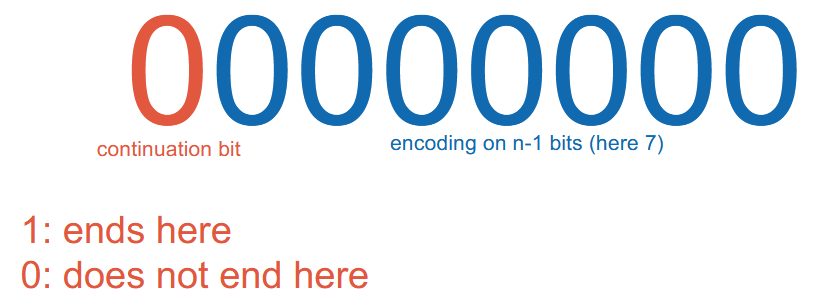 00000000
continuation bit
encoding on n-1 bits (here 7)
1: ends here
0: does not end here